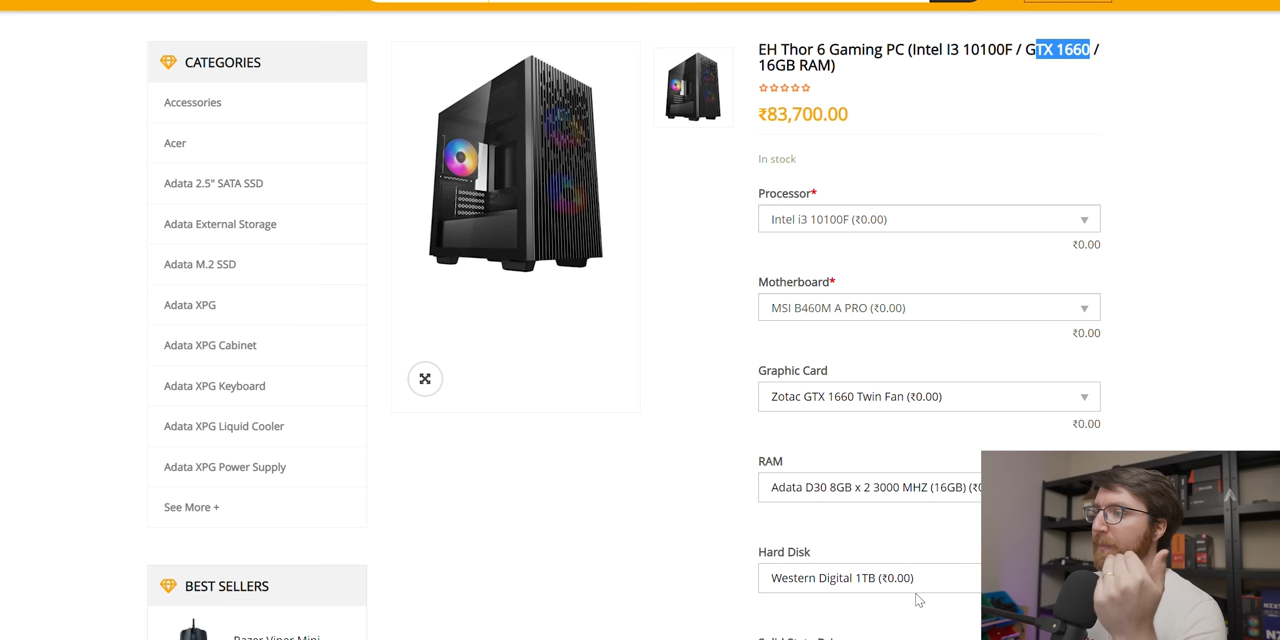 CATEGORIES
Accessories
Acer
Adata 2.5" SATA SSD
Adata External Storage
Adata M.2 SSD
Adata XPG
Adata XPG Cabinet
Adata XPG Keyboard
Adata XPG Liquid Cooler
Adata XPG Power Supply
See More +
BEST SELLERS
Razer Viper Mini
EH Thor 6 Gaming PC (Intel I3 10100F / GTX 1660 /
16GB RAM)
₹83,700.00
In stock
Processor*
Intel i3 10100F (₹0.00)
₹0.00
Motherboard*
MSI B460M A PRO (₹0.00)
₹0.00
Graphic Card
Zotac GTX 1660 Twin Fan (₹0.00)
₹0.00
RAM
Adata D30 8GB x 2 3000 MHZ (16GB) (₹0
Hard Disk
Western Digital 1TB (₹0.00)